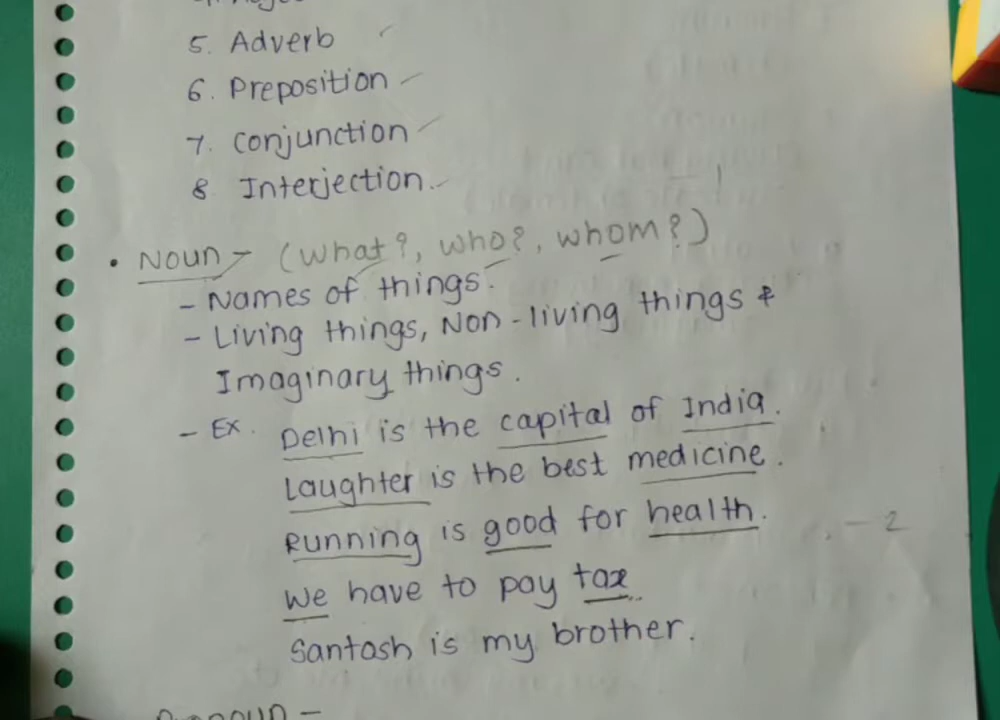 5. Adverb
6. Preposition
7. Conjunction
8. Interjection.
• Noun - (what?, who?, whom?)
- Names of things.
- Living things, Non-living things &
Imaginary things.
- Ex. Delhi is the capital of India.
Laughter is the best medicine.
Running is good for health.
- 2
We have to pay tax.
Santosh is my brother.